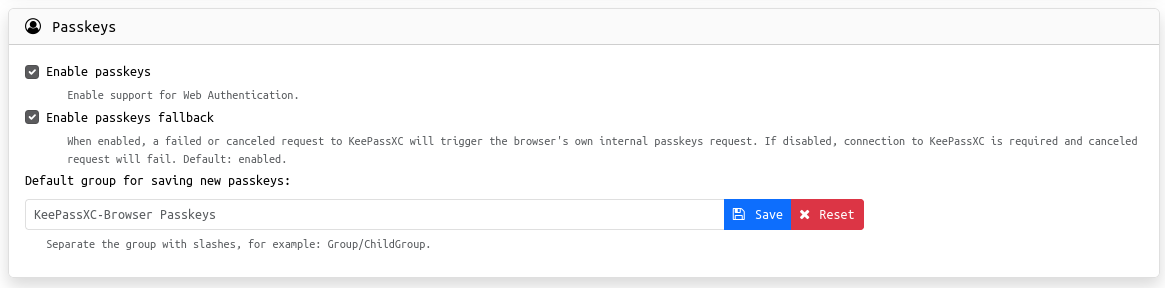 Passkeys
Enable passkeys
Enable support for Web Authentication.
Enable passkeys fallback
When enabled, a failed or canceled request to KeePassXC will trigger the browser's own internal passkeys request. If disabled, connection to KeePassXC is required and canceled
request will fail. Default: enabled.
Default group for saving new passkeys:
KeePassXC-Browser Passkeys Save Reset
Separate the group with slashes, for example: Group/ChildGroup.